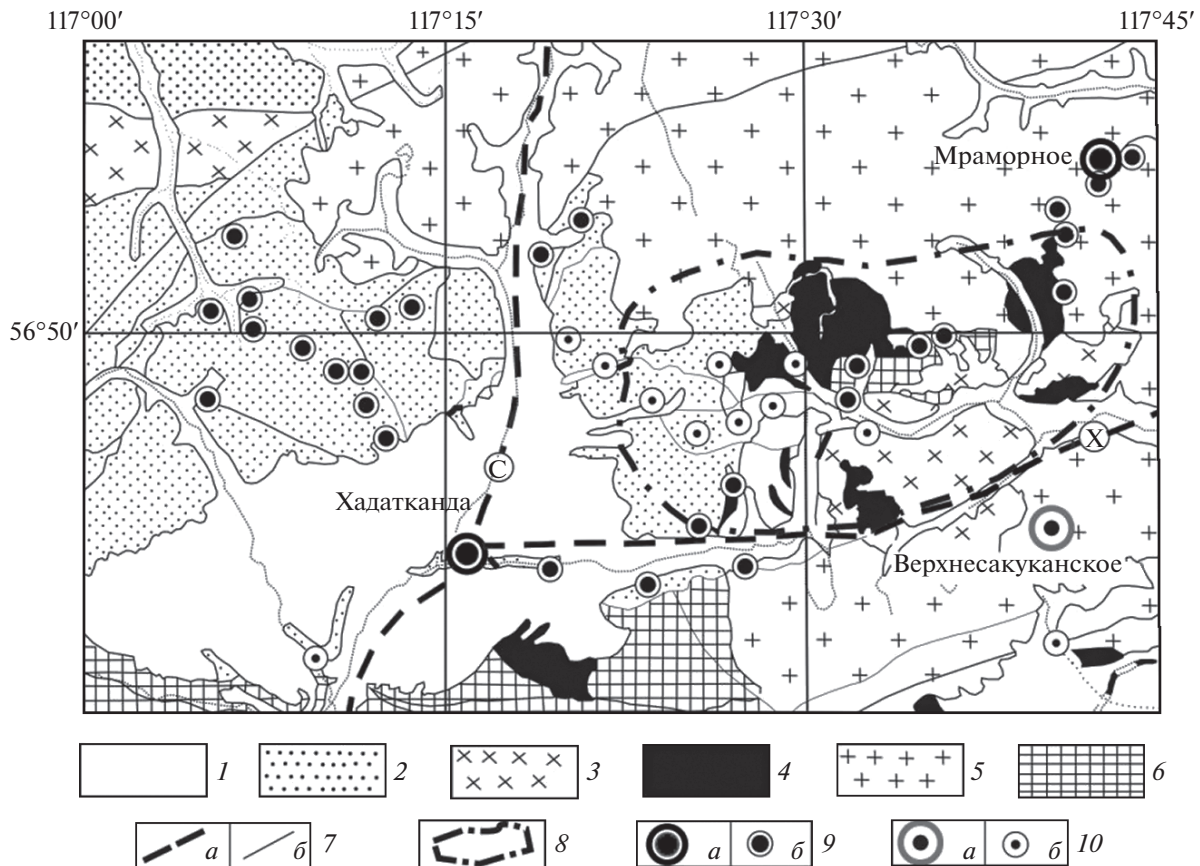 117°00′ 117°15′ 117°30′ 117°45′
Мраморное
56°50′
С
Х
Хадатканда
Верхнесакуканское
1 2 3 4 5 6
а б 7 8 а б 9 а б 10